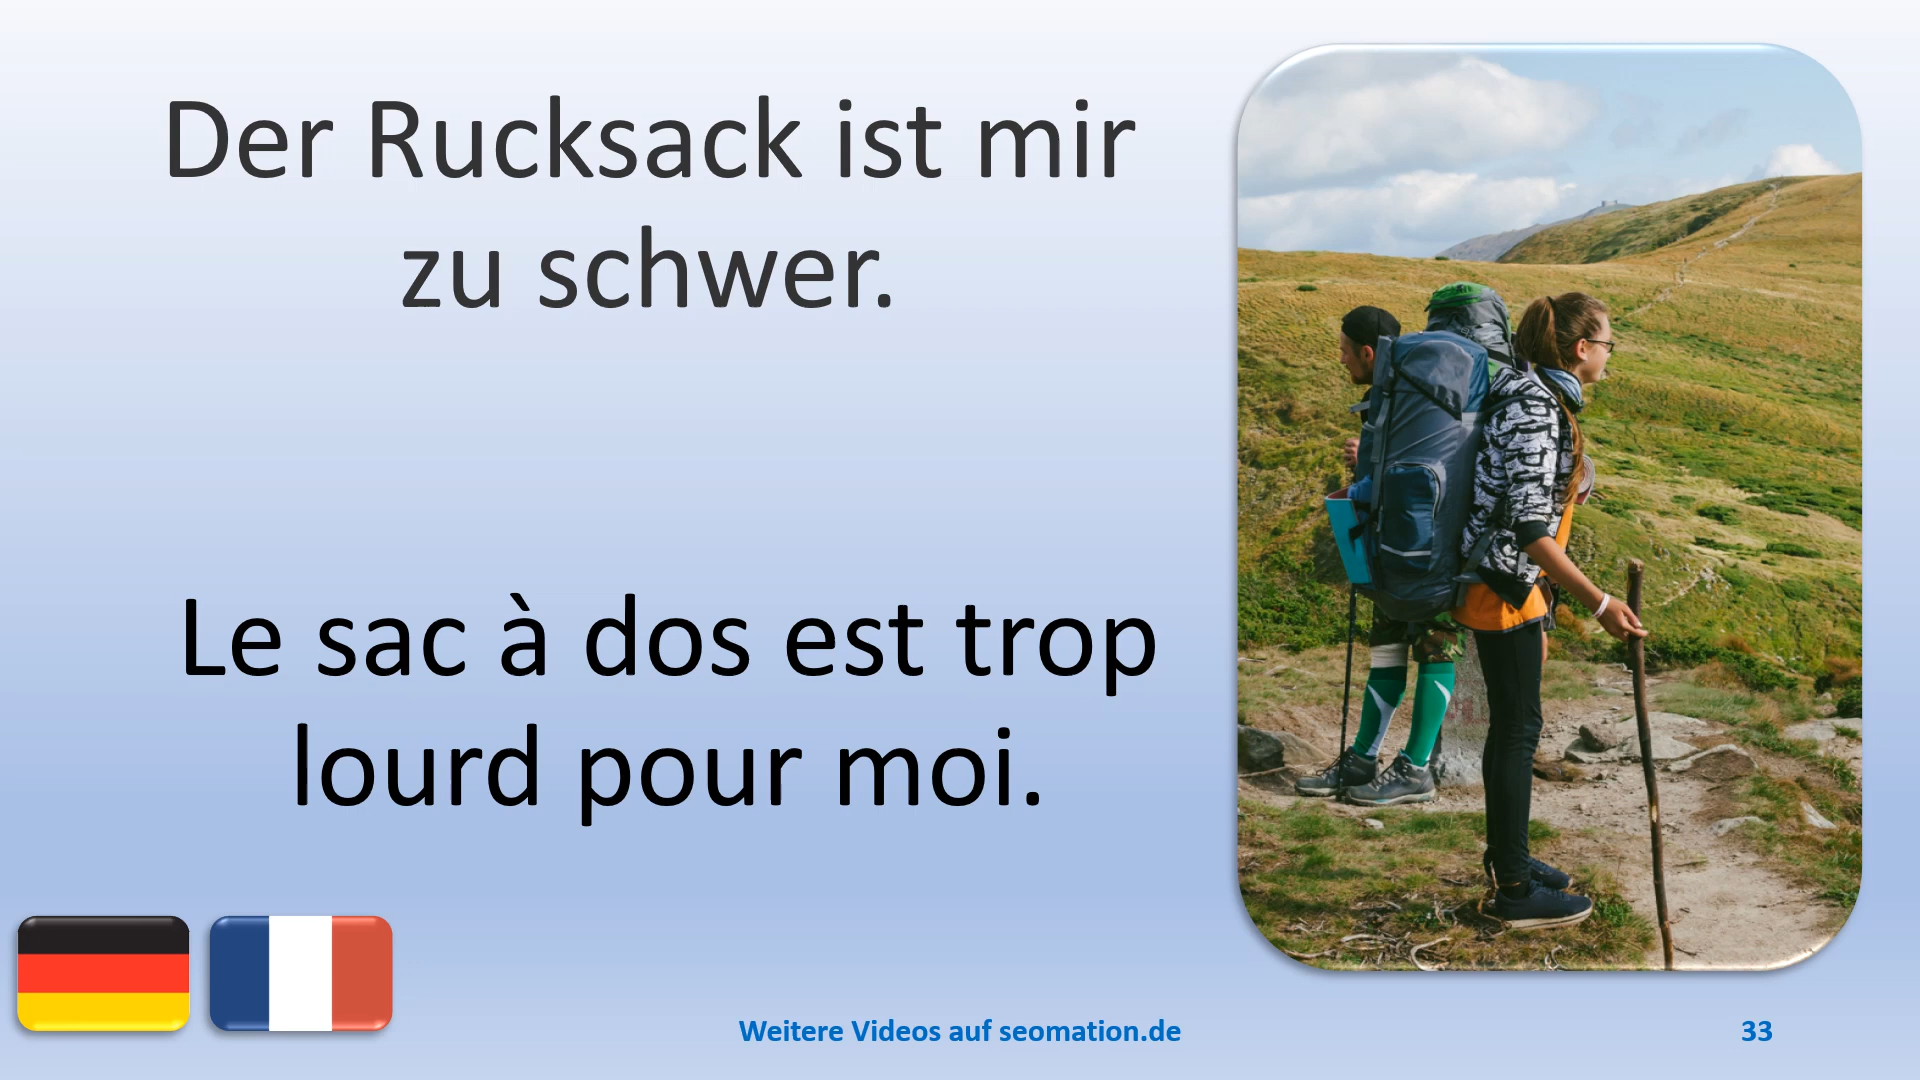 Der Rucksack ist mir
zu schwer.
Le sac à dos est trop
lourd pour moi.
Weitere Videos auf seomation.de
33